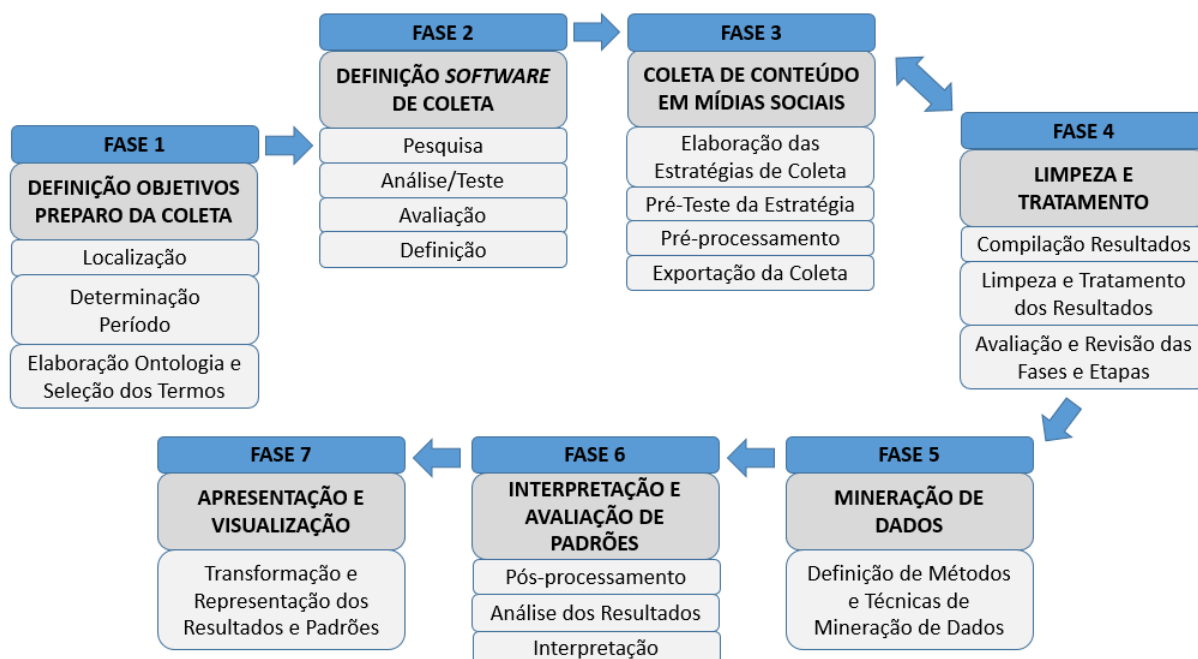 FASE 1
DEFINIÇÃO OBJETIVOS
PREPARO DA COLETA
Localização
Determinação
Período
Elaboração Ontologia e
Seleção dos Termos
FASE 2
DEFINIÇÃO SOFTWARE
DE COLETA
Pesquisa
Análise/Teste
Avaliação
Definição
FASE 3
COLETA DE CONTEÚDO
EM MÍDIAS SOCIAIS
Elaboração das
Estratégias de Coleta
Pré-Teste da Estratégia
Pré-processamento
Exportação da Coleta
FASE 4
LIMPEZA E
TRATAMENTO
Compilação Resultados
Limpeza e Tratamento
dos Resultados
Avaliação e Revisão das
Fases e Etapas
FASE 5
MINERAÇÃO DE
DADOS
Definição de Métodos
e Técnicas de
Mineração de Dados
FASE 6
INTERPRETAÇÃO E
AVALIAÇÃO DE
PADRÕES
Pós-processamento
Análise dos Resultados
Interpretação
FASE 7
APRESENTAÇÃO E
VISUALIZAÇÃO
Transformação e
Representação dos
Resultados e Padrões